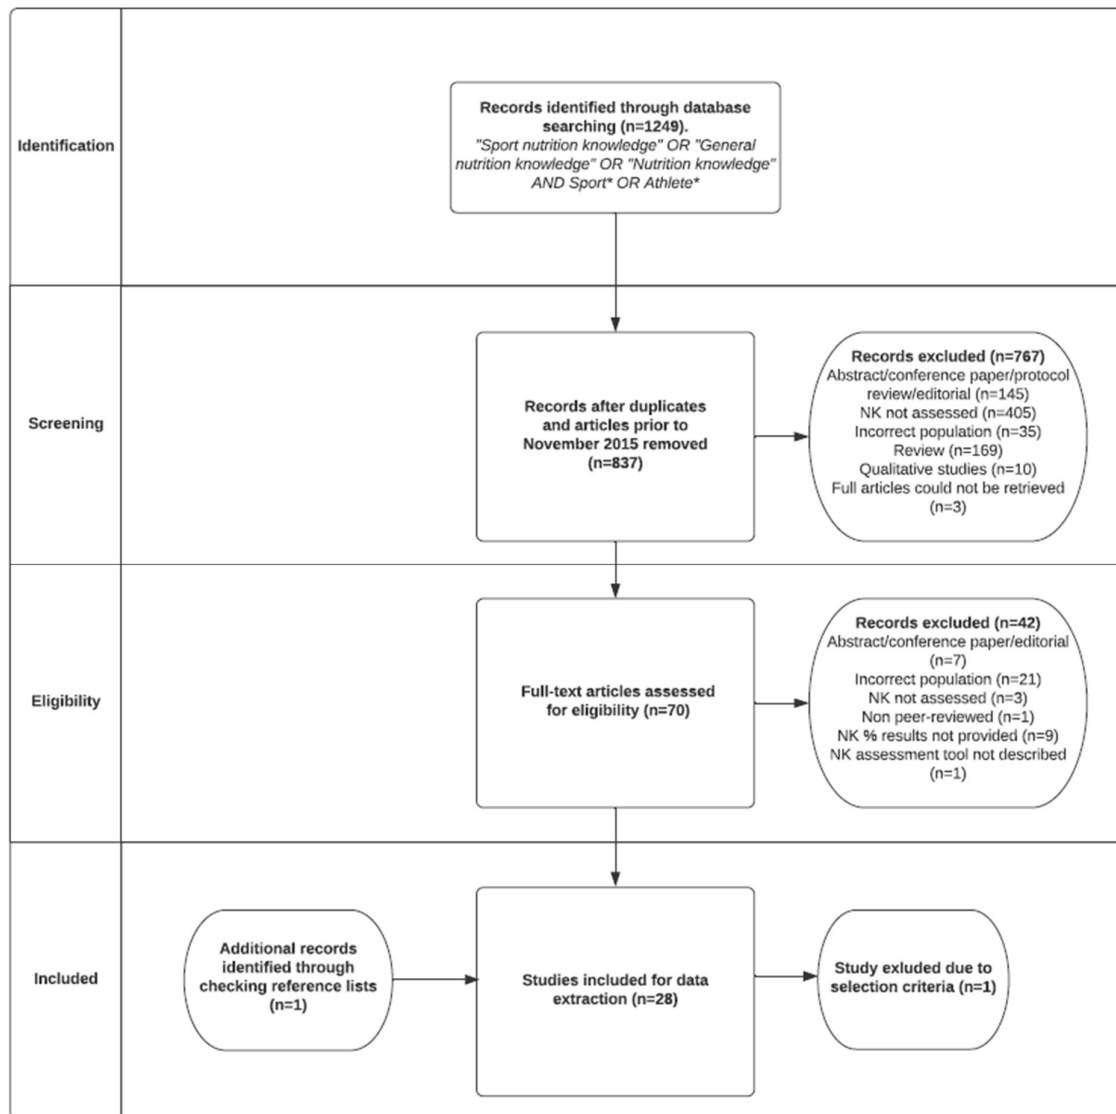 Identification
Records identified through database
searching (n=1249).
"Sport nutrition knowledge" OR "General
nutrition knowledge" OR "Nutrition knowledge"
AND Sport* OR Athlete*
Screening
Records after duplicates
and articles prior to
November 2015 removed
(n=837)
Records excluded (n=767)
Abstract/conference paper/protocol
review/editorial (n=145)
NK not assessed (n=405)
Incorrect population (n=35)
Review (n=169)
Qualitative studies (n=10)
Full articles could not be retrieved
(n=3)
Eligibility
Full-text articles assessed
for eligibility (n=70)
Records excluded (n=42)
Abstract/conference paper/editorial
(n=7)
Incorrect population (n=21)
NK not assessed (n=3)
Non peer-reviewed (n=1)
NK % results not provided (n=9)
NK assessment tool not described
(n=1)
Included
Additional records
identified through
checking reference lists
(n=1)
Studies included for data
extraction (n=28)
Study exluded due to
selection criteria (n=1)